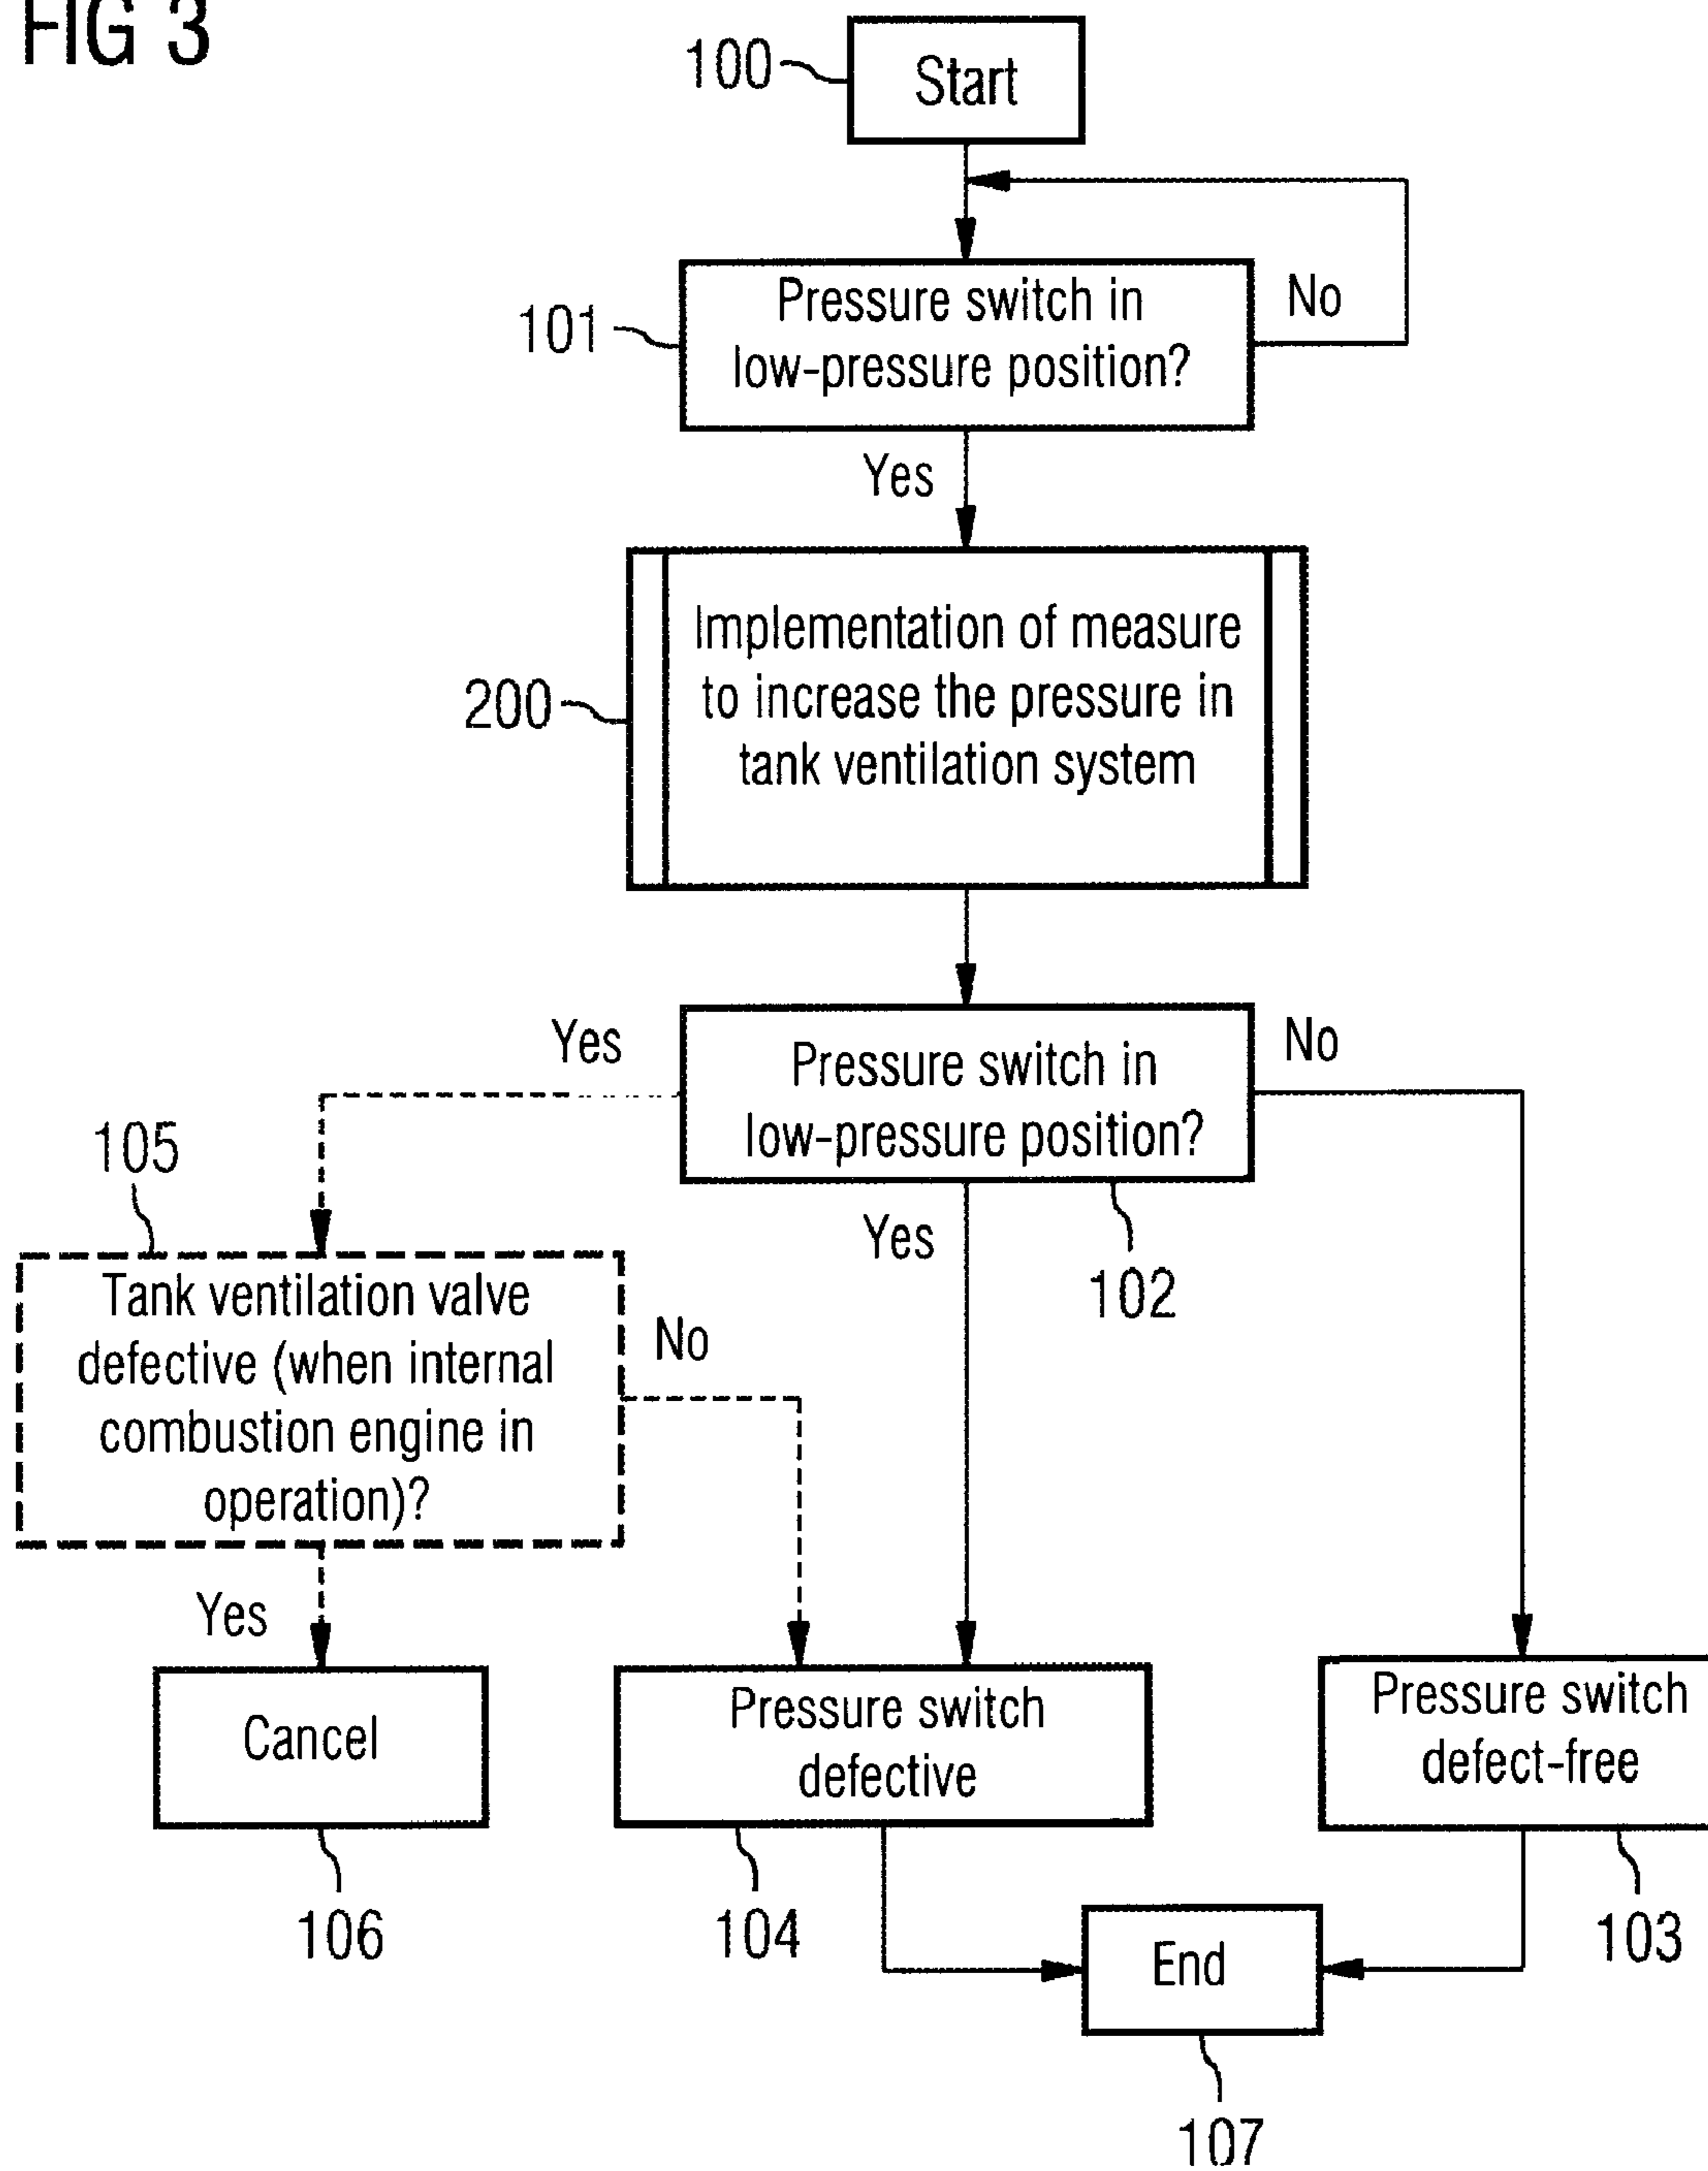 FIG 3
100
Start
101
Pressure switch in
low-pressure position?
No
Yes
200
Implementation of measure
to increase the pressure in
tank ventilation system
Yes
Pressure switch in
low-pressure position?
No
105
Yes
102
Tank ventilation valve
defective (when internal
combustion engine in
operation)?
No
Yes
Cancel
Pressure switch
defective
Pressure switch
defect-free
106
104
End
103
107